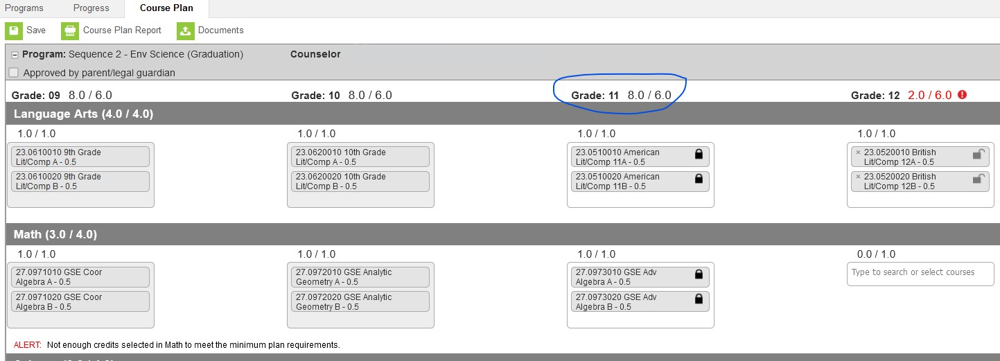 Programs Progress Course Plan
Save Course Plan Report Documents
Program: Sequence 2 - Env Science (Graduation) Counselor
Approved by parent/legal guardian
Grade: 09 8.0 / 6.0 Grade: 10 8.0 / 6.0 Grade: 11 8.0 / 6.0 Grade: 12 2.0 / 6.0
Language Arts (4.0 / 4.0)
1.0 / 1.0 1.0 / 1.0 1.0 / 1.0 1.0 / 1.0
23.0610010 9th Grade 23.0620010 10th Grade 23.0510010 American 23.0520010 British
Lit/Comp A - 0.5 Lit/Comp A - 0.5 Lit/Comp 11A - 0.5 Lit/Comp 12A - 0.5
23.0610020 9th Grade 23.0620020 10th Grade 23.0510020 American 23.0520020 British
Lit/Comp B - 0.5 Lit/Comp B - 0.5 Lit/Comp 11B - 0.5 Lit/Comp 12B - 0.5
Math (3.0 / 4.0)
1.0 / 1.0 1.0 / 1.0 1.0 / 1.0 0.0 / 1.0
27.0971010 GSE Coor 27.0972010 GSE Analytic 27.0973010 GSE Adv Type to search or select courses
Algebra A - 0.5 Geometry A - 0.5 Algebra A - 0.5
27.0971020 GSE Coor 27.0972020 GSE Analytic 27.0973020 GSE Adv
Algebra B - 0.5 Geometry B - 0.5 Algebra B - 0.5
ALERT: Not enough credits selected in Math to meet the minimum plan requirements.